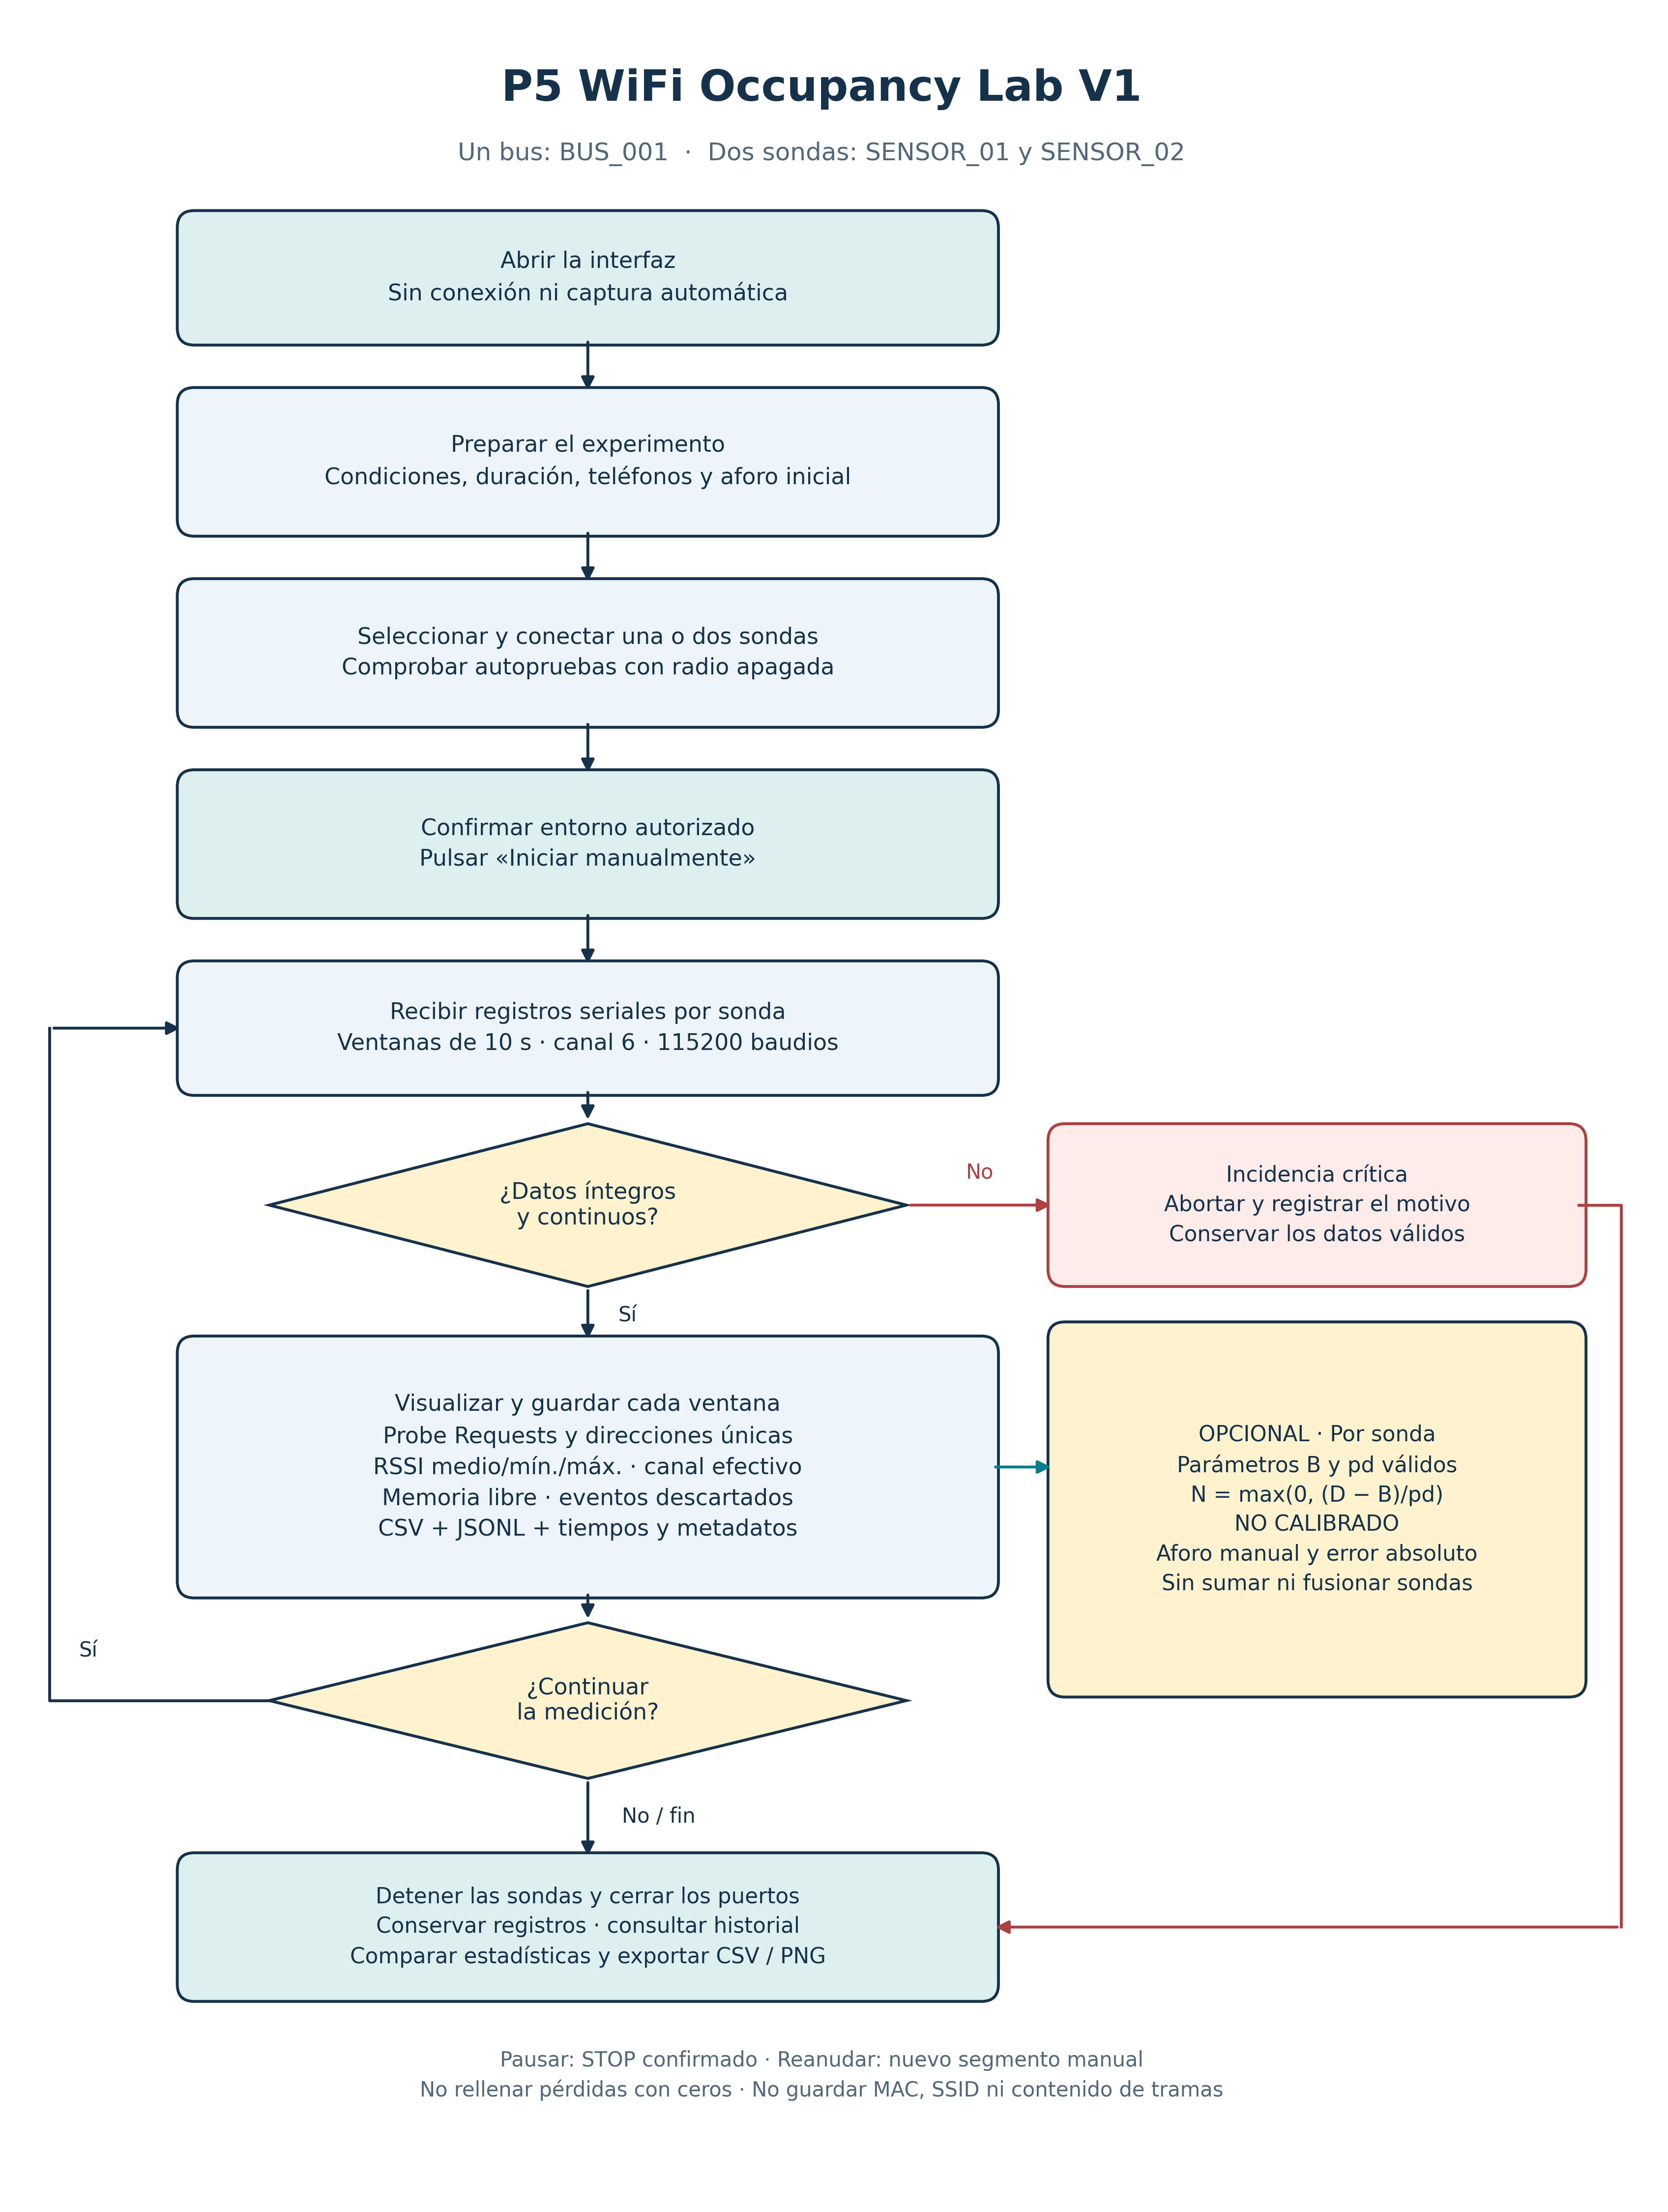 P5 WiFi Occupancy Lab V1
Un bus: BUS_001 · Dos sondas: SENSOR_01 y SENSOR_02
Abrir la interfaz
Sin conexión ni captura automática
Preparar el experimento
Condiciones, duración, teléfonos y aforo inicial
Seleccionar y conectar una o dos sondas
Comprobar autopruebas con radio apagada
Confirmar entorno autorizado
Pulsar «Iniciar manualmente»
Recibir registros seriales por sonda
Ventanas de 10 s · canal 6 · 115200 baudios
¿Datos íntegros
y continuos?
No
Incidencia crítica
Abortar y registrar el motivo
Conservar los datos válidos
Sí
Visualizar y guardar cada ventana
Probe Requests y direcciones únicas
RSSI medio/mín./máx. · canal efectivo
Memoria libre · eventos descartados
CSV + JSONL + tiempos y metadatos
OPCIONAL · Por sonda
Parámetros B y pd válidos
N = max(0, (D − B)/pd)
NO CALIBRADO
Aforo manual y error absoluto
Sin sumar ni fusionar sondas
Sí
¿Continuar
la medición?
No / fin
Detener las sondas y cerrar los puertos
Conservar registros · consultar historial
Comparar estadísticas y exportar CSV / PNG
Pausar: STOP confirmado · Reanudar: nuevo segmento manual
No rellenar pérdidas con ceros · No guardar MAC, SSID ni contenido de tramas